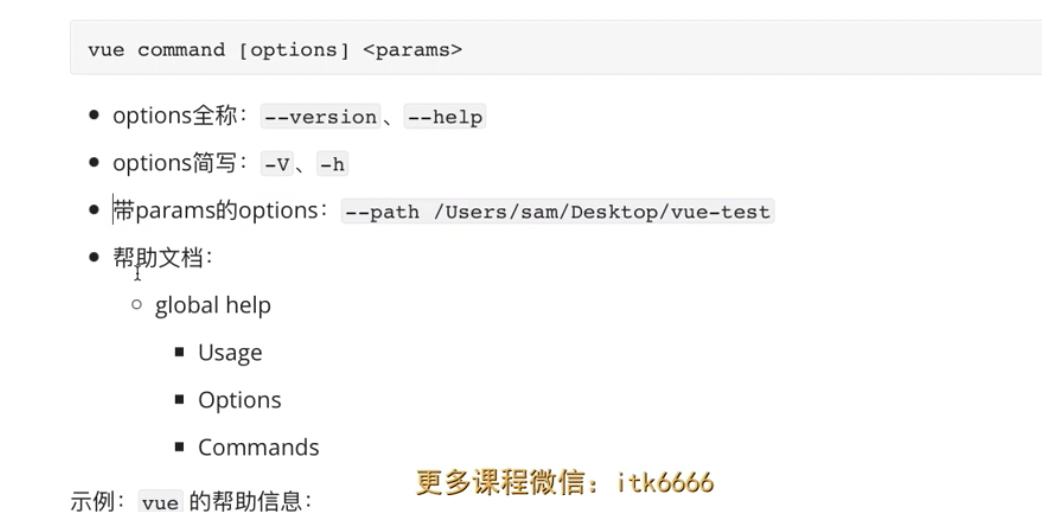 vue command [options] <params>
options全称：--version、--help
options简写：-V、-h
带params的options：--path /Users/sam/Desktop/vue-test
帮助文档：
global help
Usage
Options
Commands
更多课程微信：itk6666
示例：vue 的帮助信息：